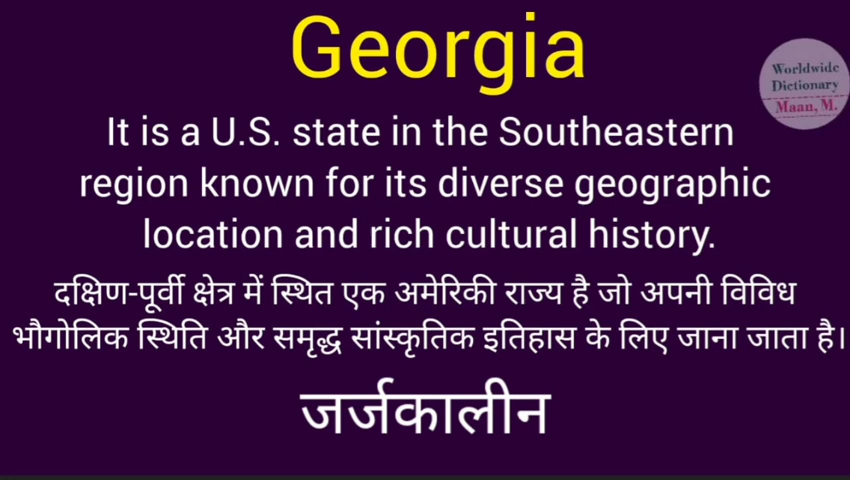 Georgia
Worldwide
Dictionary
Maan, M.
It is a U.S. state in the Southeastern
region known for its diverse geographic
location and rich cultural history.
दक्षिण-पूर्वी क्षेत्र में स्थित एक अमेरिकी राज्य है जो अपनी विविध
भौगोलिक स्थिति और समृद्ध सांस्कृतिक इतिहास के लिए जाना जाता है।
जर्जकालीन